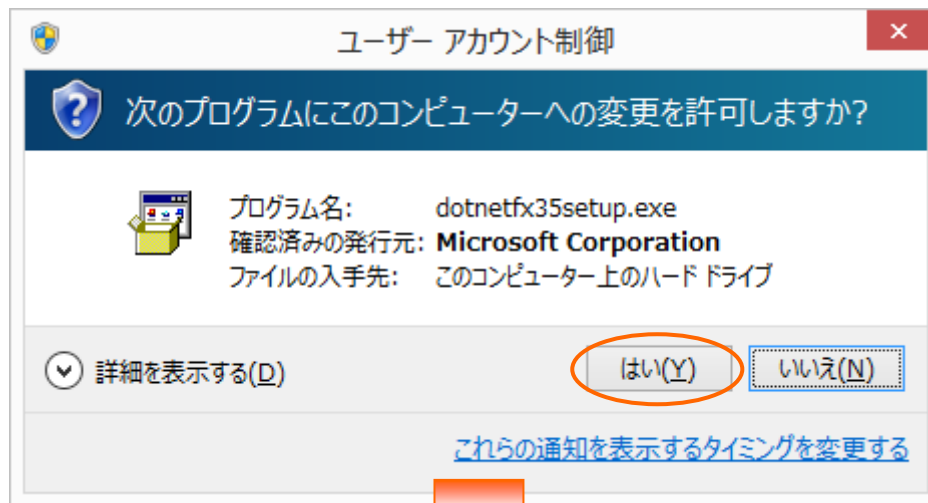 ユーザー アカウント制御
次のプログラムにこのコンピューターへの変更を許可しますか?
プログラム名: dotnetfx35setup.exe
確認済みの発行元: Microsoft Corporation
ファイルの入手先: このコンピューター上のハード ドライブ
詳細を表示する(D) はい(Y) いいえ(N)
これらの通知を表示するタイミングを変更する